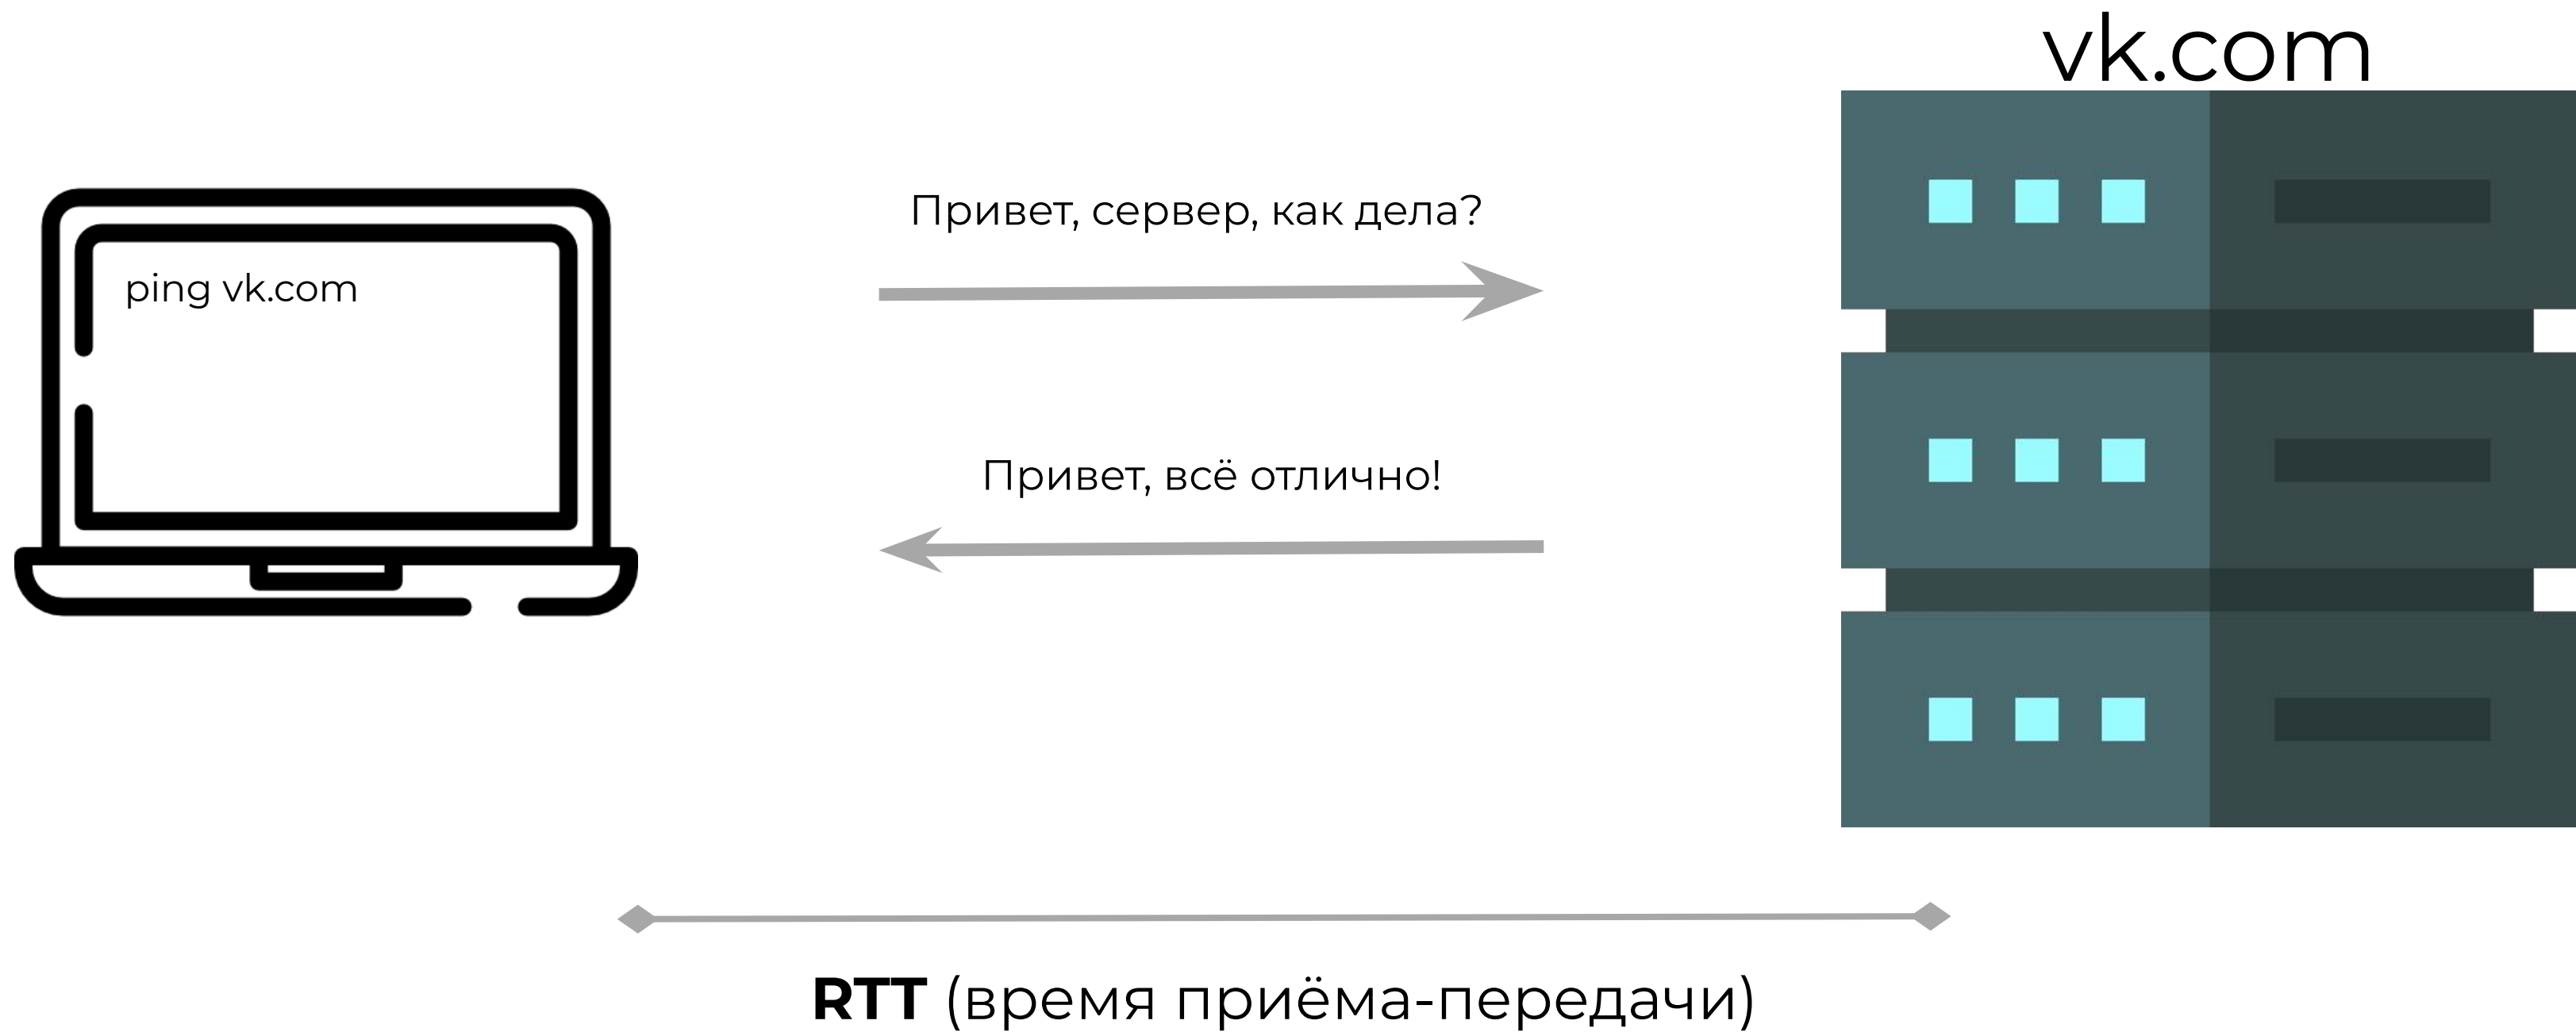 vk.com
ping vk.com
Привет, сервер, как дела?
Привет, всё отлично!
RTT (время приёма-передачи)